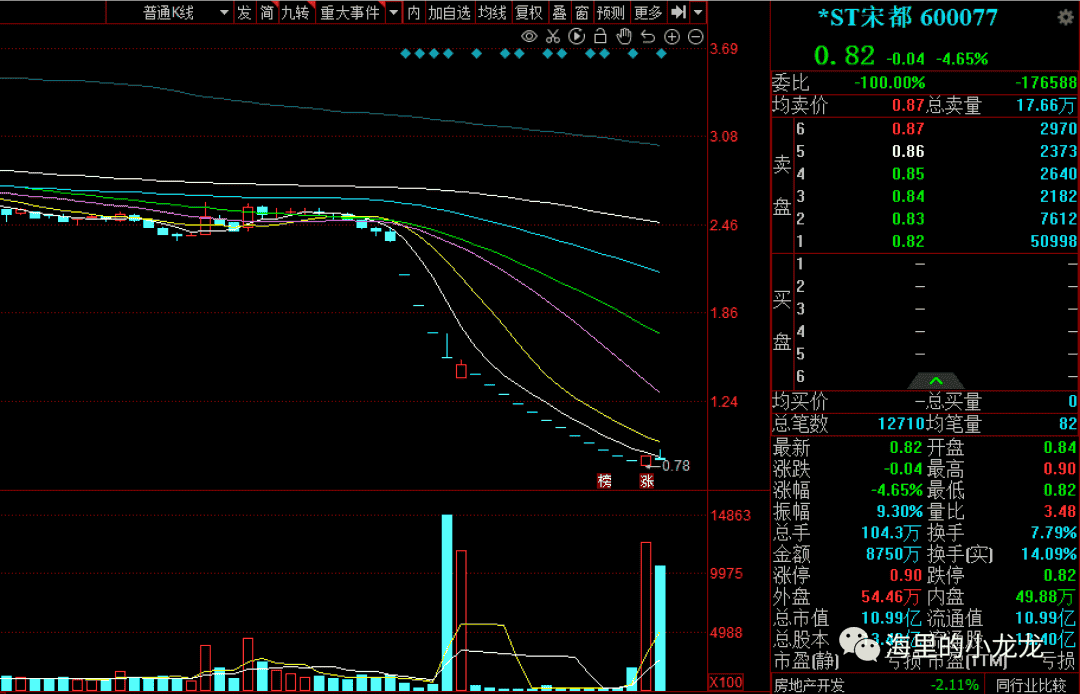 普通K线 发 简 九转 重大事件 内 加自选 均线 复权 叠 窗 预测 更多
3.69
3.08
2.46
1.86
1.24
0.78
榜 涨
14863
9975
4988
X100
*ST宋都 600077
0.82 -0.04 -4.65%
委比 -100.00% -176588
均卖价 0.87 总卖量 17.66万
卖盘
6 0.87 2970
5 0.86 2373
4 0.85 2640
3 0.84 2182
2 0.83 7612
1 0.82 50998
买盘
1 — —
2 — —
3 — —
4 — —
5 — —
6 —
均买价 — 总买量 0
总笔数 12710 均笔量 82
最新 0.82 开盘 0.84
涨跌 -0.04 最高 0.90
涨幅 -4.65% 最低 0.82
振幅 9.30% 量比 3.48
总手 104.3万 换手 7.79%
金额 8750万 换手(实) 14.09%
涨停 0.90 跌停 0.82
外盘 54.46万 内盘 49.88万
总市值 10.99亿 流通值 10.99亿
总股本 亿
市盈(静) 亏损 市盈(TTM) 亏损
海里的小龙龙
房地产开发 -2.11% 同行业比较